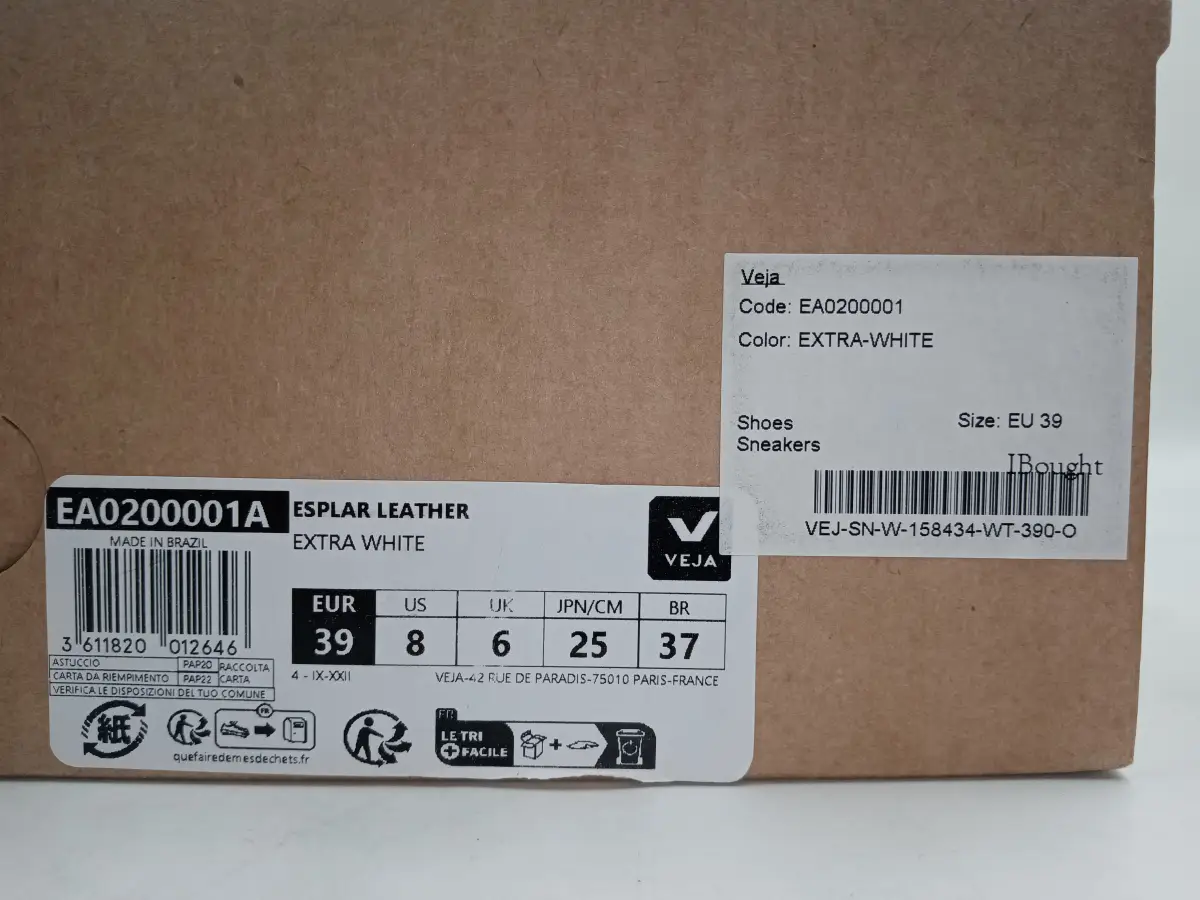 Veja
Code: EA0200001
Color: EXTRA-WHITE
Shoes
Size: EU 39
Sneakers
IBought
VEJ-SN-W-158434-WT-390-O
EA0200001A
MADE IN BRAZIL
3 611820 012646
ASTUCCIO PAP20 RACCOLTA
CARTA DA RIEMPIMENTO PAP22 CARTA
VERIFICA LE DISPOSIZIONI DEL TUO COMUNE
ESPLAR LEATHER
EXTRA WHITE
VEJA
EUR US UK JPN/CM BR
39 8 6 25 37
4 - IX-XXII
VEJA-42 RUE DE PARADIS-75010 PARIS-FRANCE
紙
FR
quefairedemesdechets.fr
FR
LE TRI
+ FACILE
+